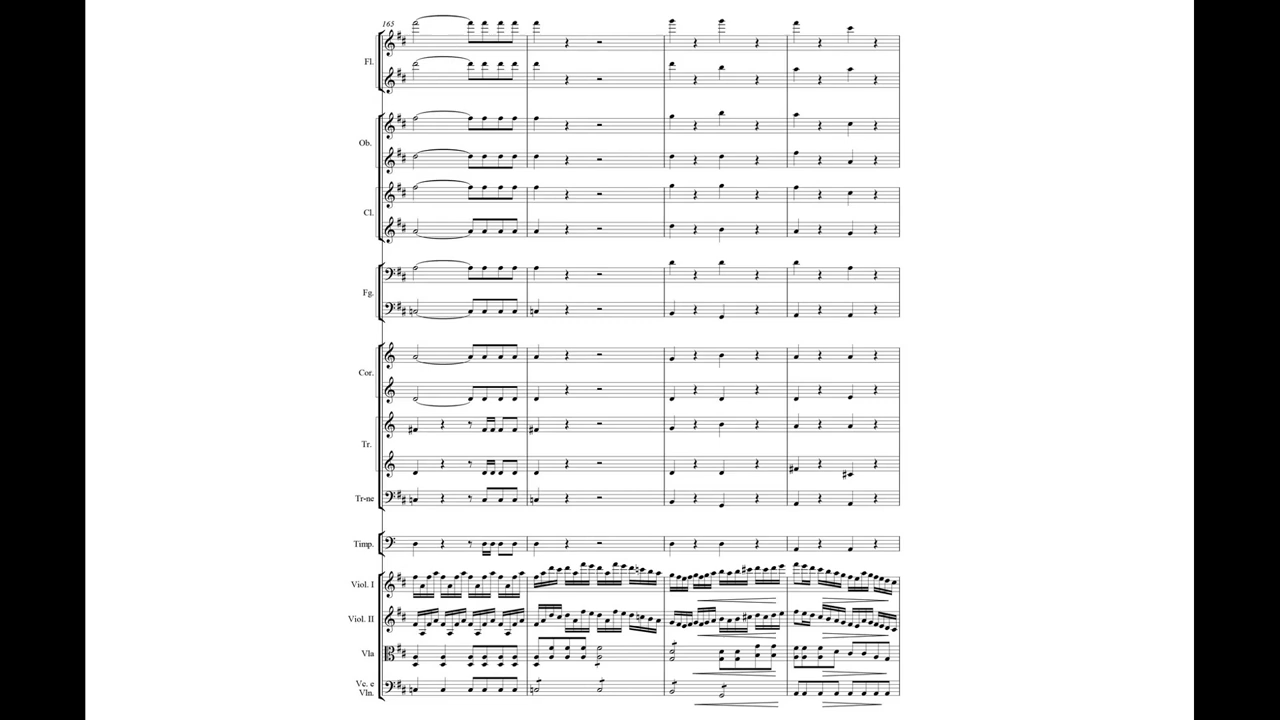 165
Fl.
Ob.
Cl.
Fg.
Cor.
Tr.
Tr-ne
Timp.
Viol. I
Viol. II
Vla
Vc. e
Vln.